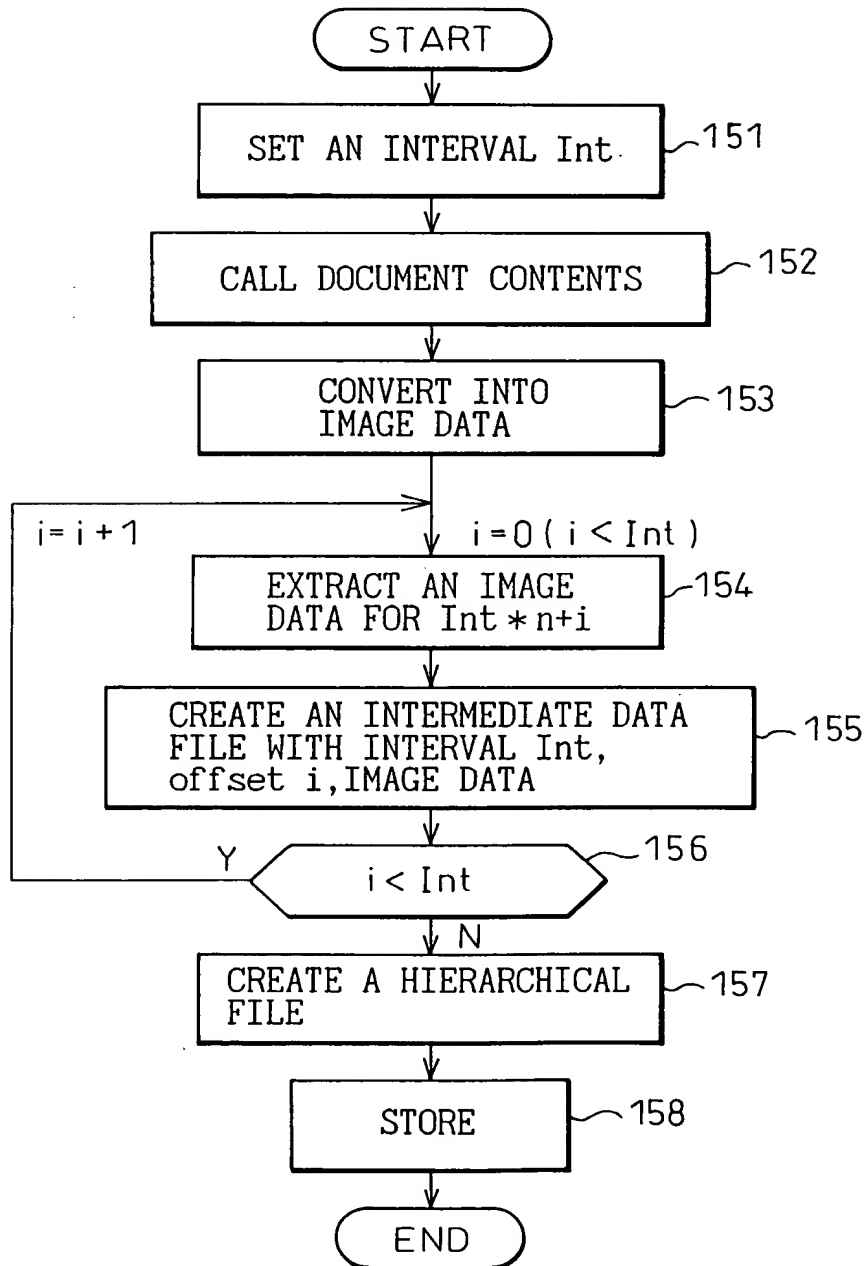 START
SET AN INTERVAL Int
151
CALL DOCUMENT CONTENTS
152
CONVERT INTO
IMAGE DATA
153
i=i+1
i=0(i<Int)
EXTRACT AN IMAGE
DATA FOR Int*n+i
154
CREATE AN INTERMEDIATE DATA
FILE WITH INTERVAL Int,
offset i,IMAGE DATA
155
Y
i<Int
156
N
CREATE A HIERARCHICAL
FILE
157
STORE
158
END